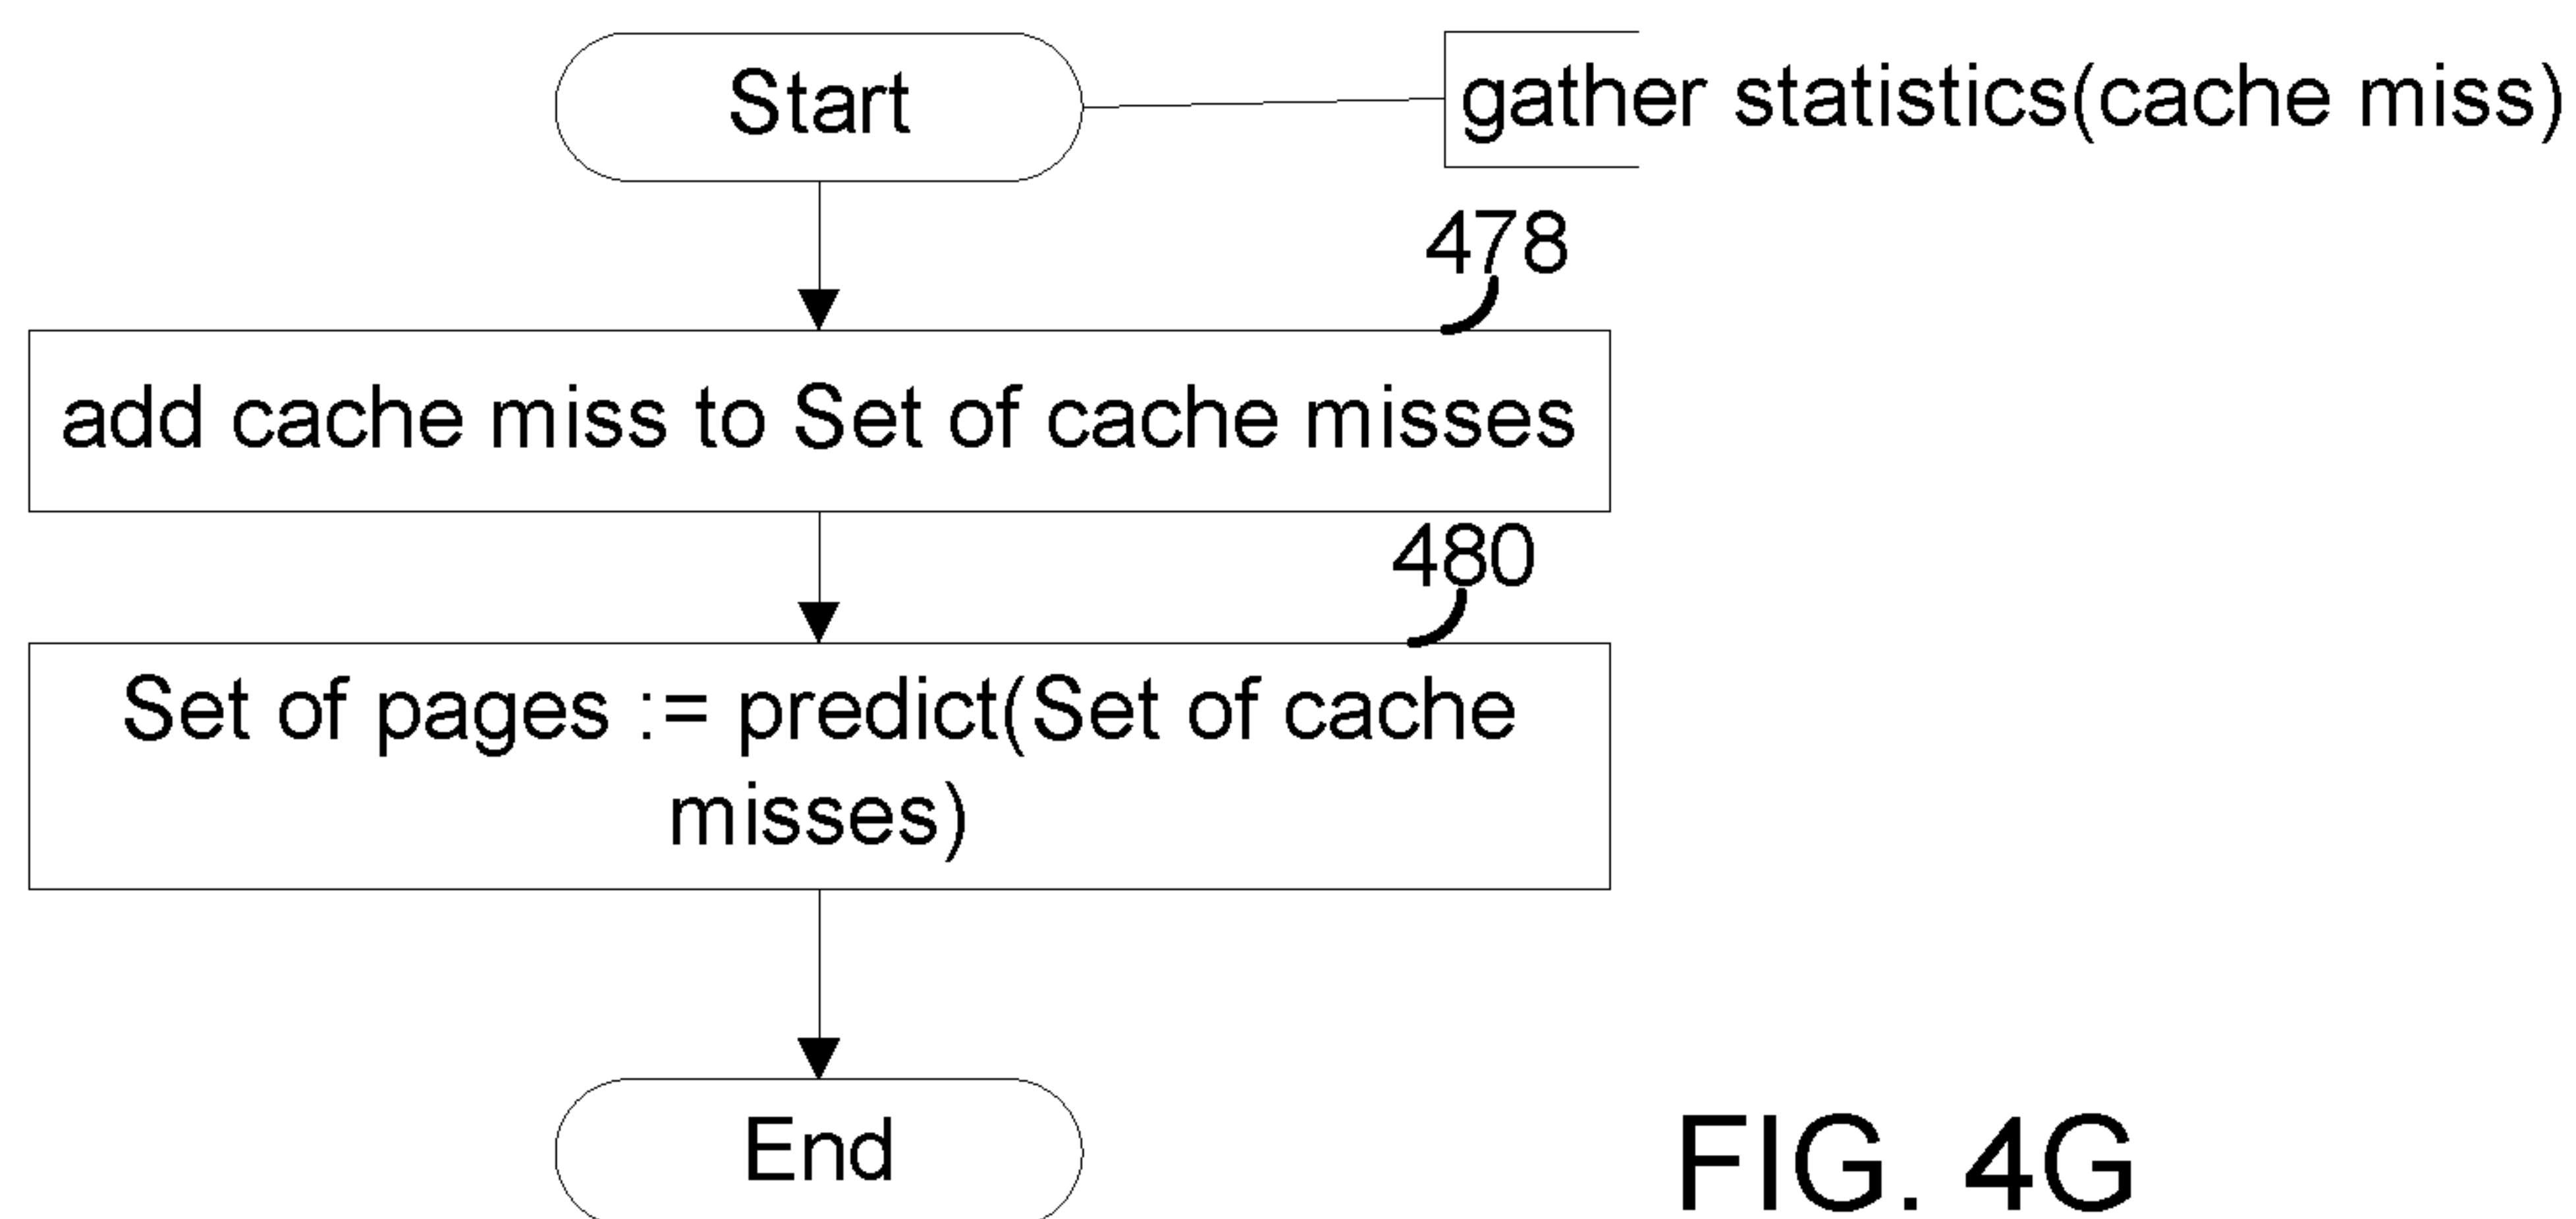 Start
gather statistics(cache miss)
478
add cache miss to Set of cache misses
480
Set of pages := predict(Set of cache
misses)
End
FIG. 4G